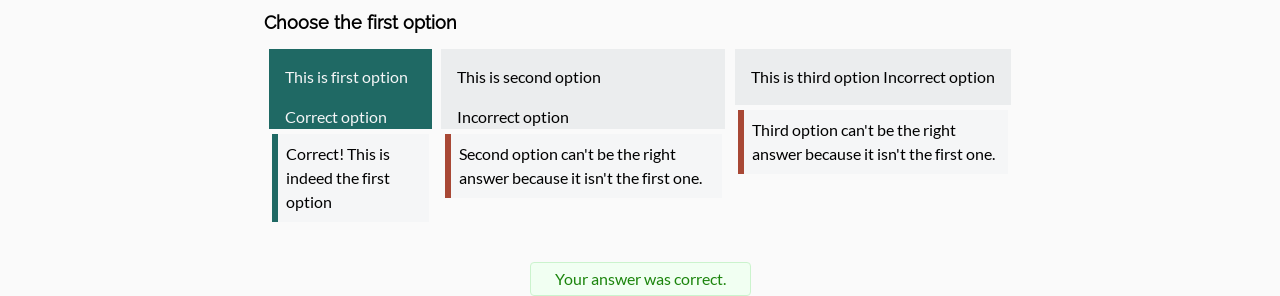 Choose the first option
This is first option
Correct option
Correct! This is
indeed the first
option
This is second option
Incorrect option
Second option can't be the right
answer because it isn't the first one.
This is third option Incorrect option
Third option can't be the right
answer because it isn't the first one.
Your answer was correct.